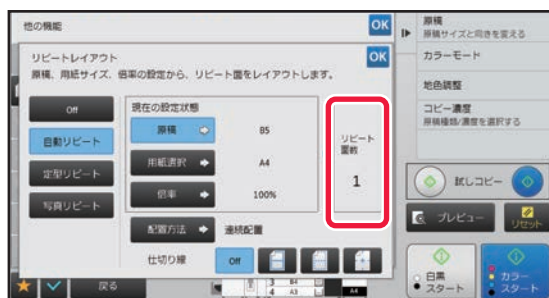 他の機能
OK
リピートレイアウト
OK
原稿、用紙サイズ、倍率の設定から、リピート面をレイアウトします。
Off
自動リピート
定型リピート
写真リピート
現在の設定状態
原稿
B5
用紙選択
A4
倍率
100%
リピート
面数
1
配置方法
連続配置
仕切り線
Off
戻る
3 B4
4 A3
A4
原稿
原稿サイズと向きを変える
カラーモード
地色調整
コピー濃度
原稿種類/濃度を選択する
試しコピー
プレビュー
リセット
白黒
スタート
カラー
スタート